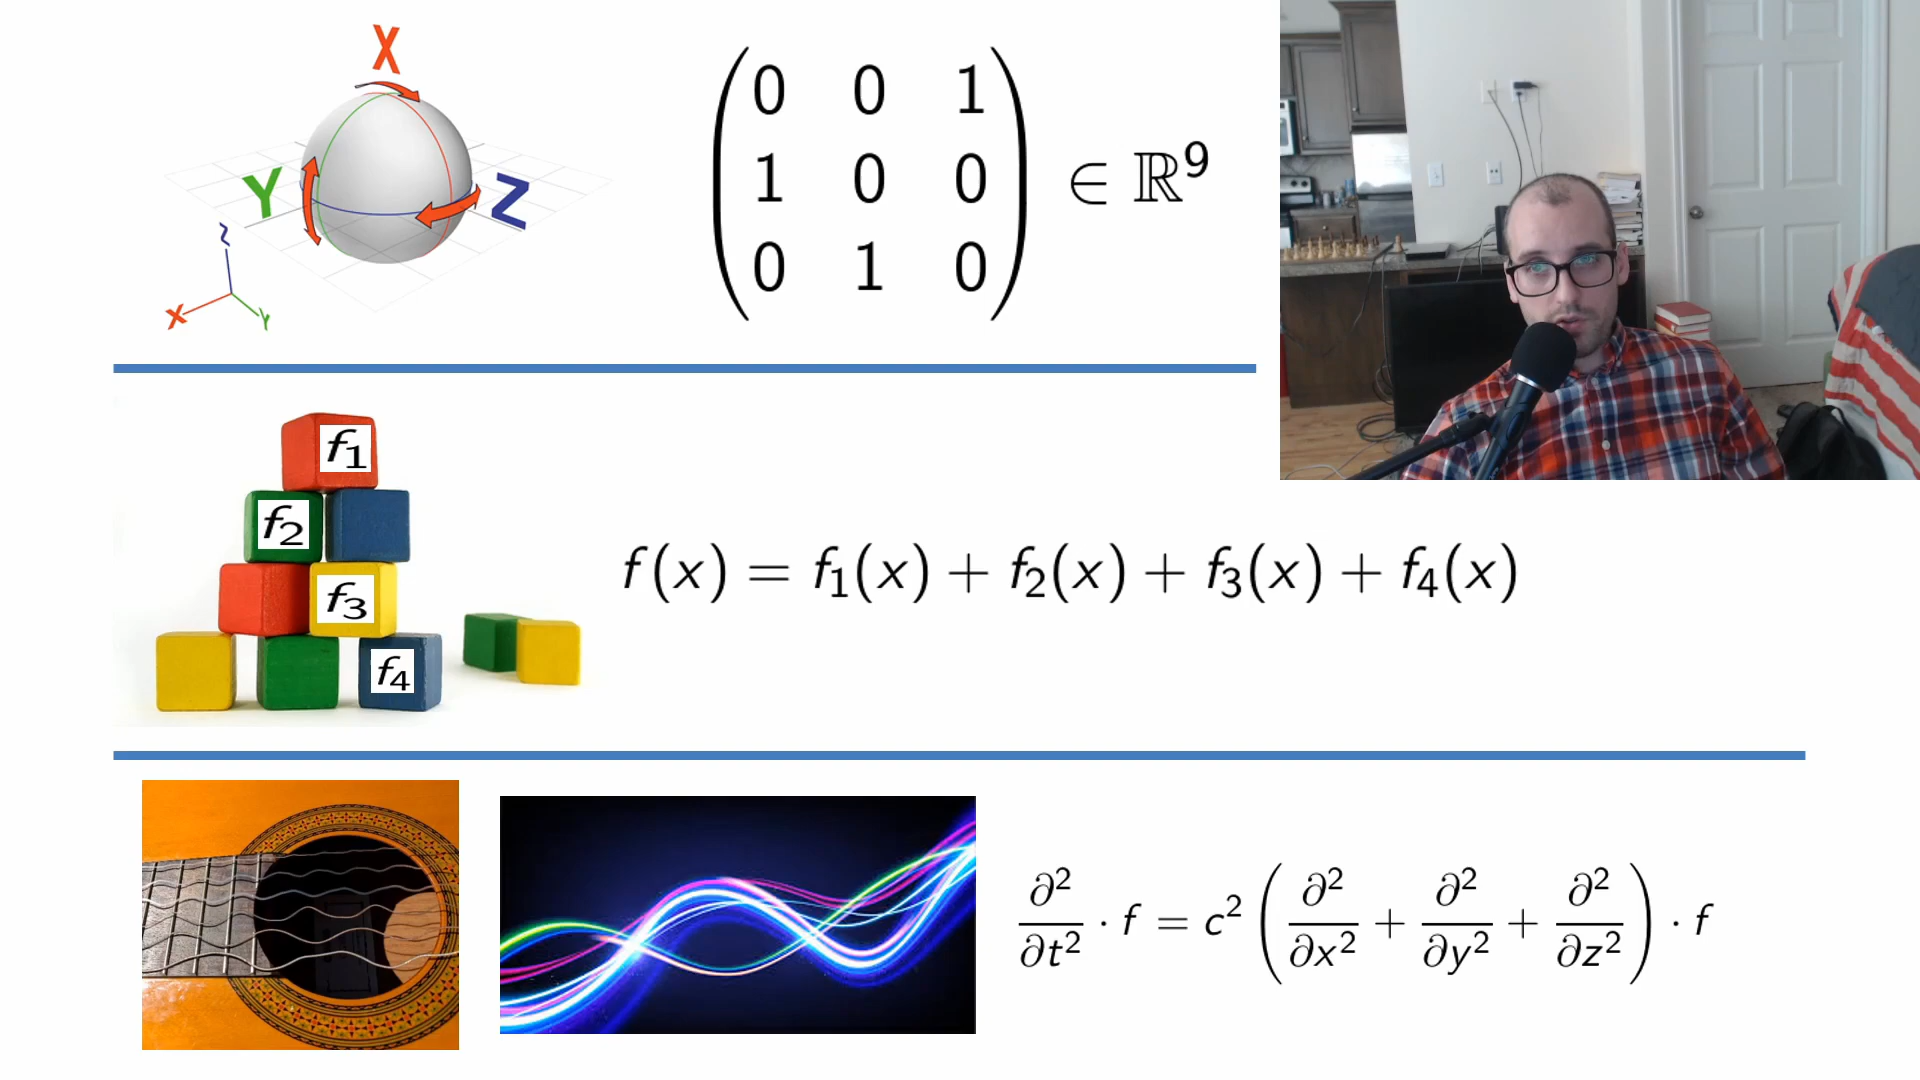 X
Y
Z
Z
X
Y
0 0 1
1 0 0
0 1 0
∈ ℝ⁹
f₁
f₂
f₃
f₄
f(x) = f₁(x) + f₂(x) + f₃(x) + f₄(x)
∂²/∂t² · f = c² (∂²/∂x² + ∂²/∂y² + ∂²/∂z²) · f